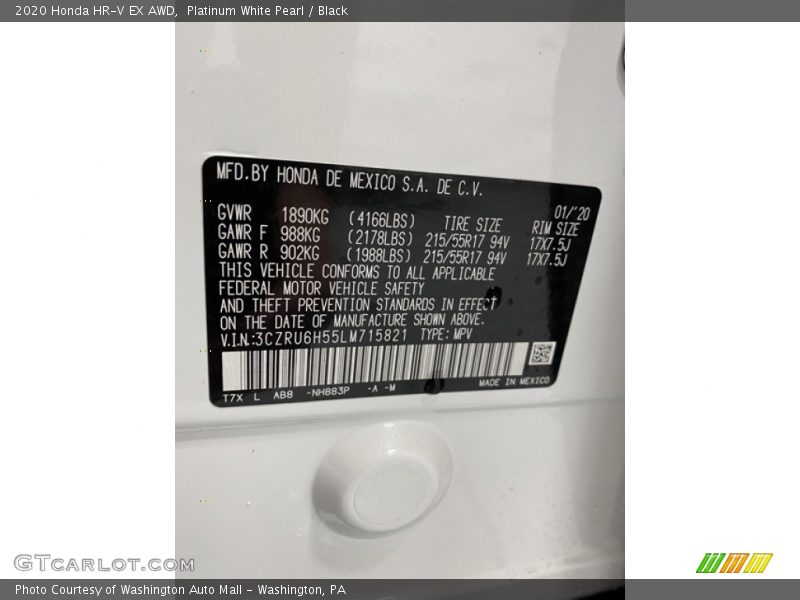 2020 Honda HR-V EX AWD, Platinum White Pearl / Black
MFD.BY HONDA DE MEXICO S.A. DE C.V.
01/'20
GVWR 1890KG (4166LBS) TIRE SIZE RIM SIZE
GAWR F 988KG (2178LBS) 215/55R17 94V 17X7.5J
GAWR R 902KG (1988LBS) 215/55R17 94V 17X7.5J
THIS VEHICLE CONFORMS TO ALL APPLICABLE
FEDERAL MOTOR VEHICLE SAFETY
AND THEFT PREVENTION STANDARDS IN EFFECT
ON THE DATE OF MANUFACTURE SHOWN ABOVE.
V.I.N.:3CZRU6H55LM715821 TYPE: MPV
T7X L AB8 -NH883P -A -M MADE IN MEXICO
GTCARLOT.COM
Photo Courtesy of Washington Auto Mall - Washington, PA